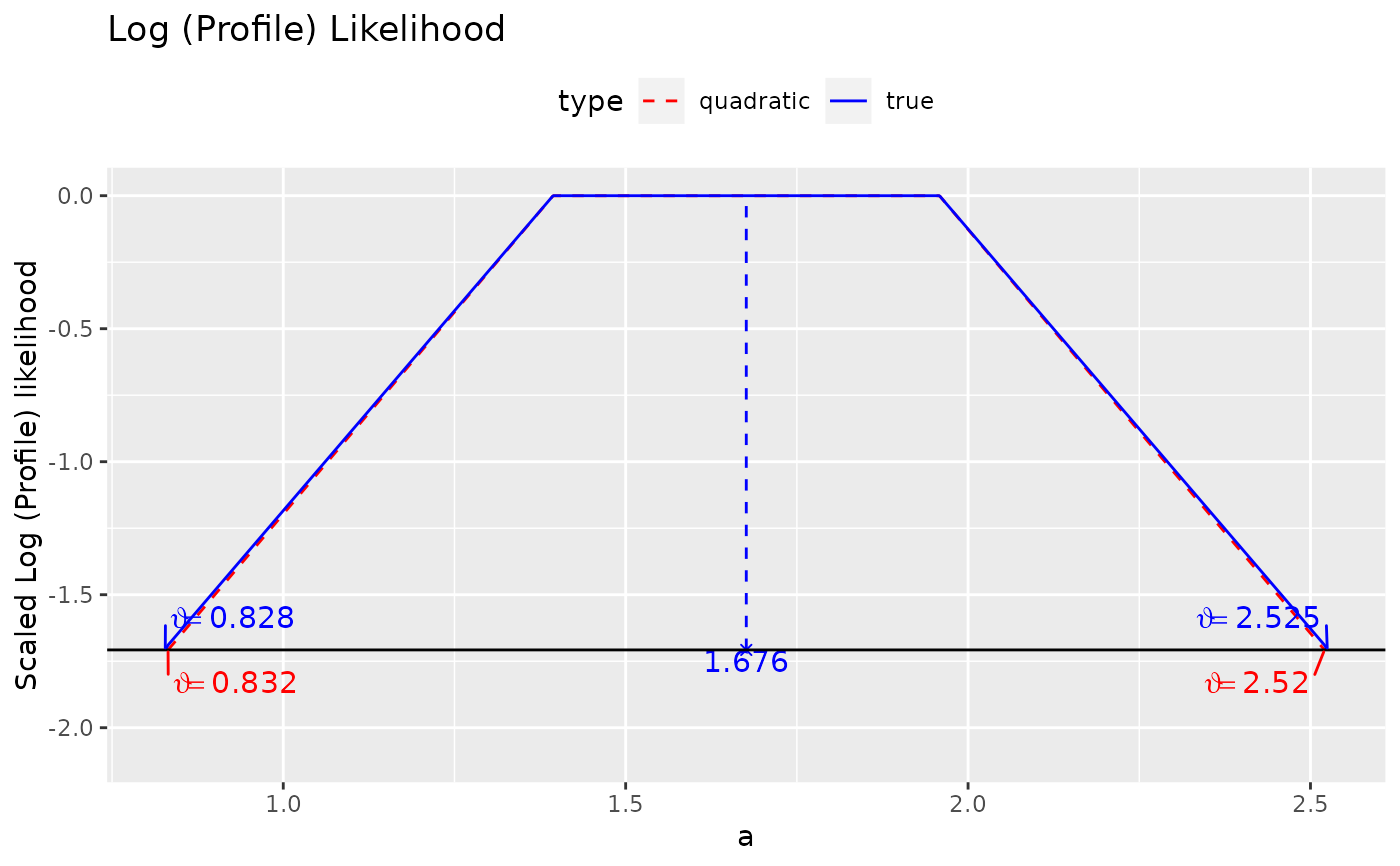 Log (Profile) Likelihood
type quadratic true
Scaled Log (Profile) likelihood
0.0
-0.5
-1.0
-1.5
-2.0
ϑ= 0.828
ϑ= 2.525
1.676
ϑ= 0.832
ϑ= 2.52
1.0 1.5 2.0 2.5
a